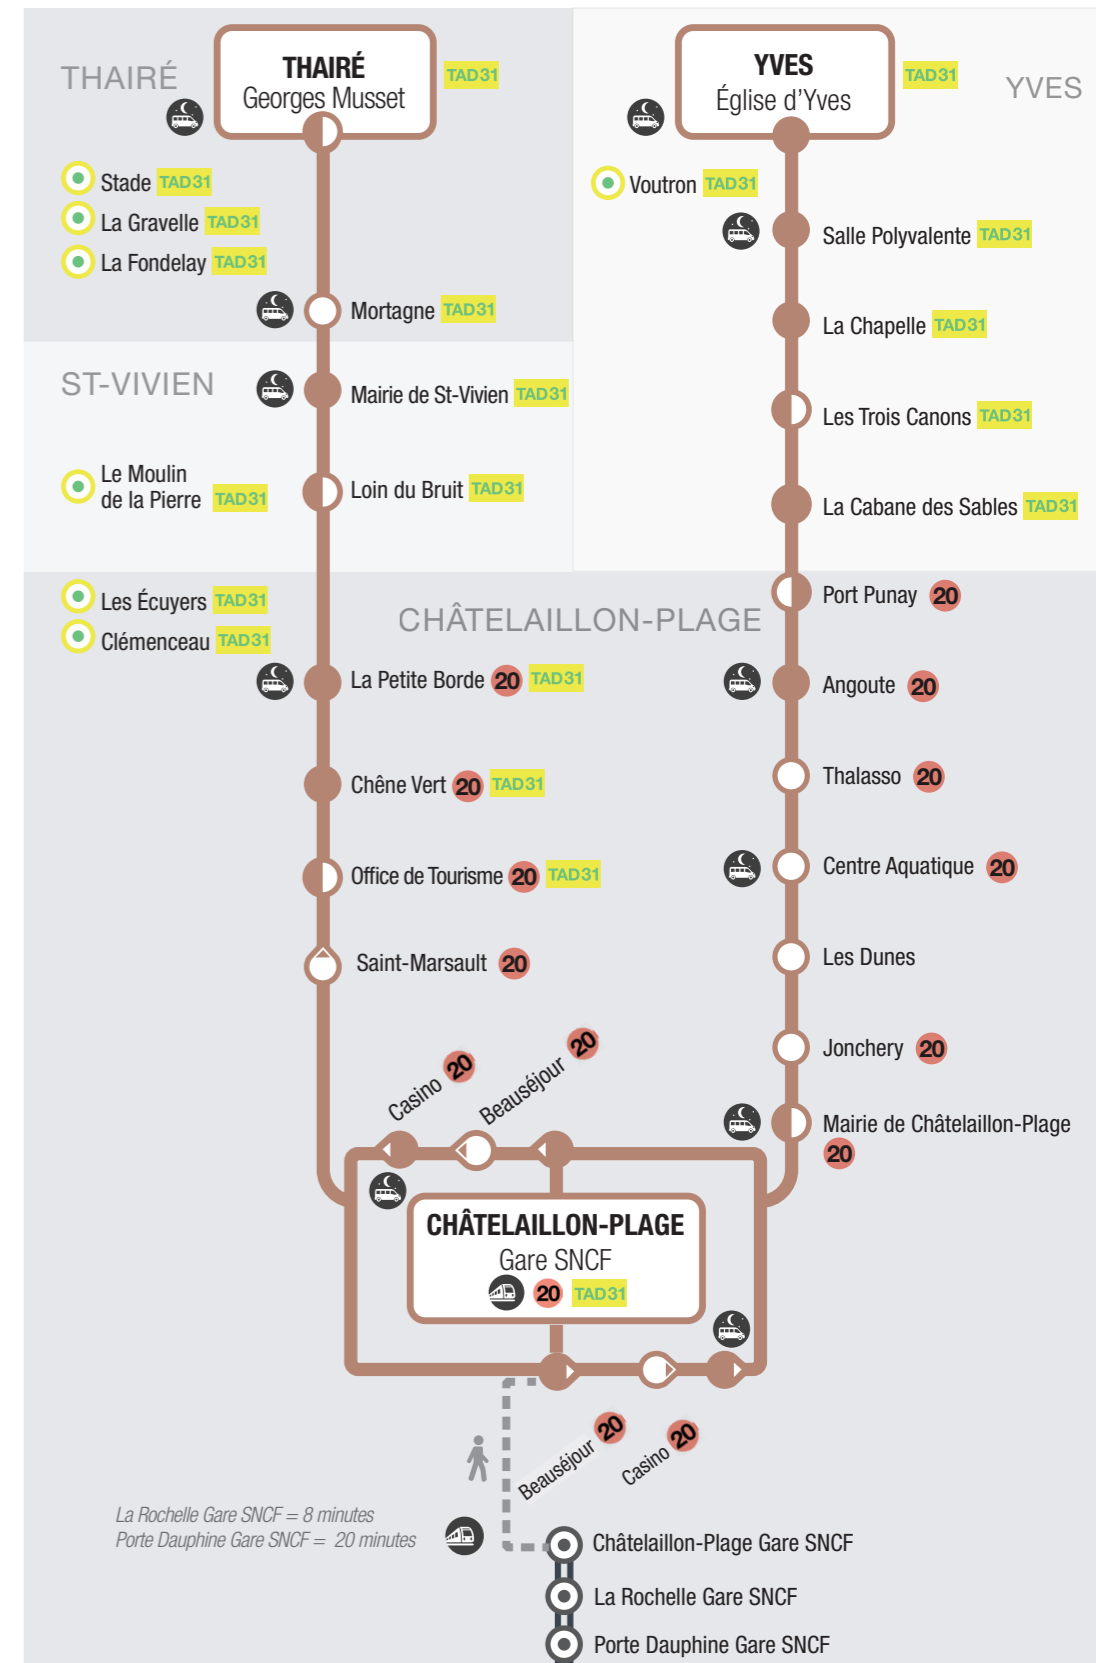 THAIRÉ
THAIRÉ
Georges Musset
TAD31
Stade TAD31
La Gravelle TAD31
La Fondelay TAD31
Mortagne TAD31
ST-VIVIEN
Mairie de St-Vivien TAD31
Le Moulin
de la Pierre TAD31
Loin du Bruit TAD31
Les Écuyers TAD31
Clémenceau TAD31
La Petite Borde 20 TAD31
Chêne Vert 20 TAD31
Office de Tourisme 20 TAD31
Saint-Marsault 20
YVES
Église d'Yves
TAD31
YVES
Voutron TAD31
Salle Polyvalente TAD31
La Chapelle TAD31
Les Trois Canons TAD31
La Cabane des Sables TAD31
CHÂTELAILLON-PLAGE
Port Punay 20
Angoute 20
Thalasso 20
Centre Aquatique 20
Les Dunes
Jonchery 20
Mairie de Châtelaillon-Plage
20
Casino 20
Beauséjour 20
CHÂTELAILLON-PLAGE
Gare SNCF
20 TAD31
Beauséjour 20
Casino 20
La Rochelle Gare SNCF = 8 minutes
Porte Dauphine Gare SNCF = 20 minutes
Châtelaillon-Plage Gare SNCF
La Rochelle Gare SNCF
Porte Dauphine Gare SNCF